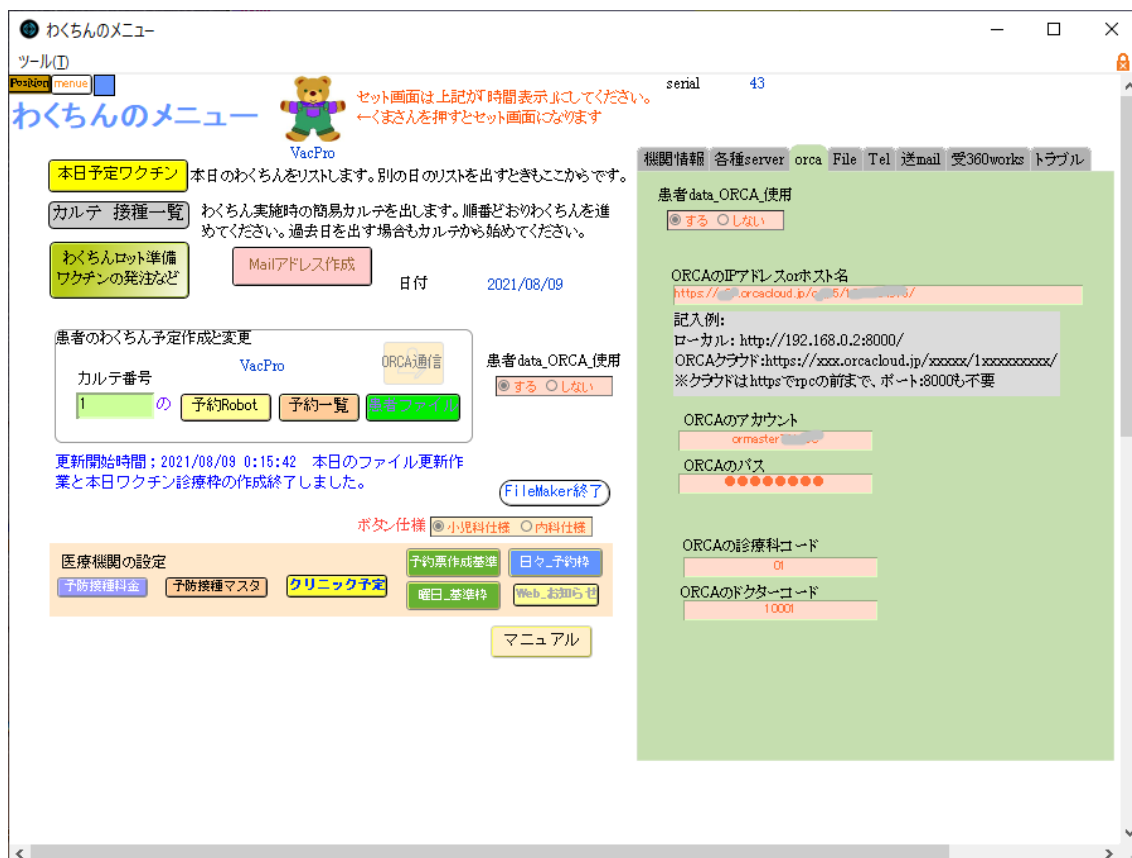 わくちんのメニュー
ツール(T)
Position menue
わくちんのメニュー
VacPro
セット画面は上記が「時間表示」にしてください。
←くまさんを押すとセット画面になります
serial 43
本日予定ワクチン 本日のわくちんをリストします。別の日のリストを出すときもここからです。
カルテ 接種一覧 わくちん実施時の簡易カルテを出します。順番どおりわくちんを進
めてください。過去日を出す場合もカルテから始めてください。
わくちんロット準備
ワクチンの発注など
Mailアドレス作成
日付 2021/08/09
患者のわくちん予定作成と変更
VacPro
ORCA通信
カルテ番号
1 の 予約Robot 予約一覧 患者ファイル
患者data_ORCA_使用
する しない
更新開始時間；2021/08/09 0:15:42 本日のファイル更新作
業と本日ワクチン診療枠の作成終了しました。
FileMaker終了
ボタン仕様 小児科仕様 内科仕様
医療機関の設定
予防接種料金 予防接種マスタ クリニック予定
予約票作成基準 日々_予約枠
曜日_基準枠 Web_お知らせ
マニュアル
機関情報 各種server orca File Tel 送mail 受360works トラブル
患者data_ORCA_使用
する しない
ORCAのIPアドレスorホスト名
https:// .orcacloud.jp/
記入例:
ローカル: http://192.168.0.2:8000/
ORCAクラウド:https://xxx.orcacloud.jp/xxxxx/1xxxxxxxxx/
※クラウドはhttpsでrpcの前まで、ポート:8000も不要
ORCAのアカウント
ormaster
ORCAのパス
●●●●●●●●
ORCAの診療科コード
01
ORCAのドクターコード
10001